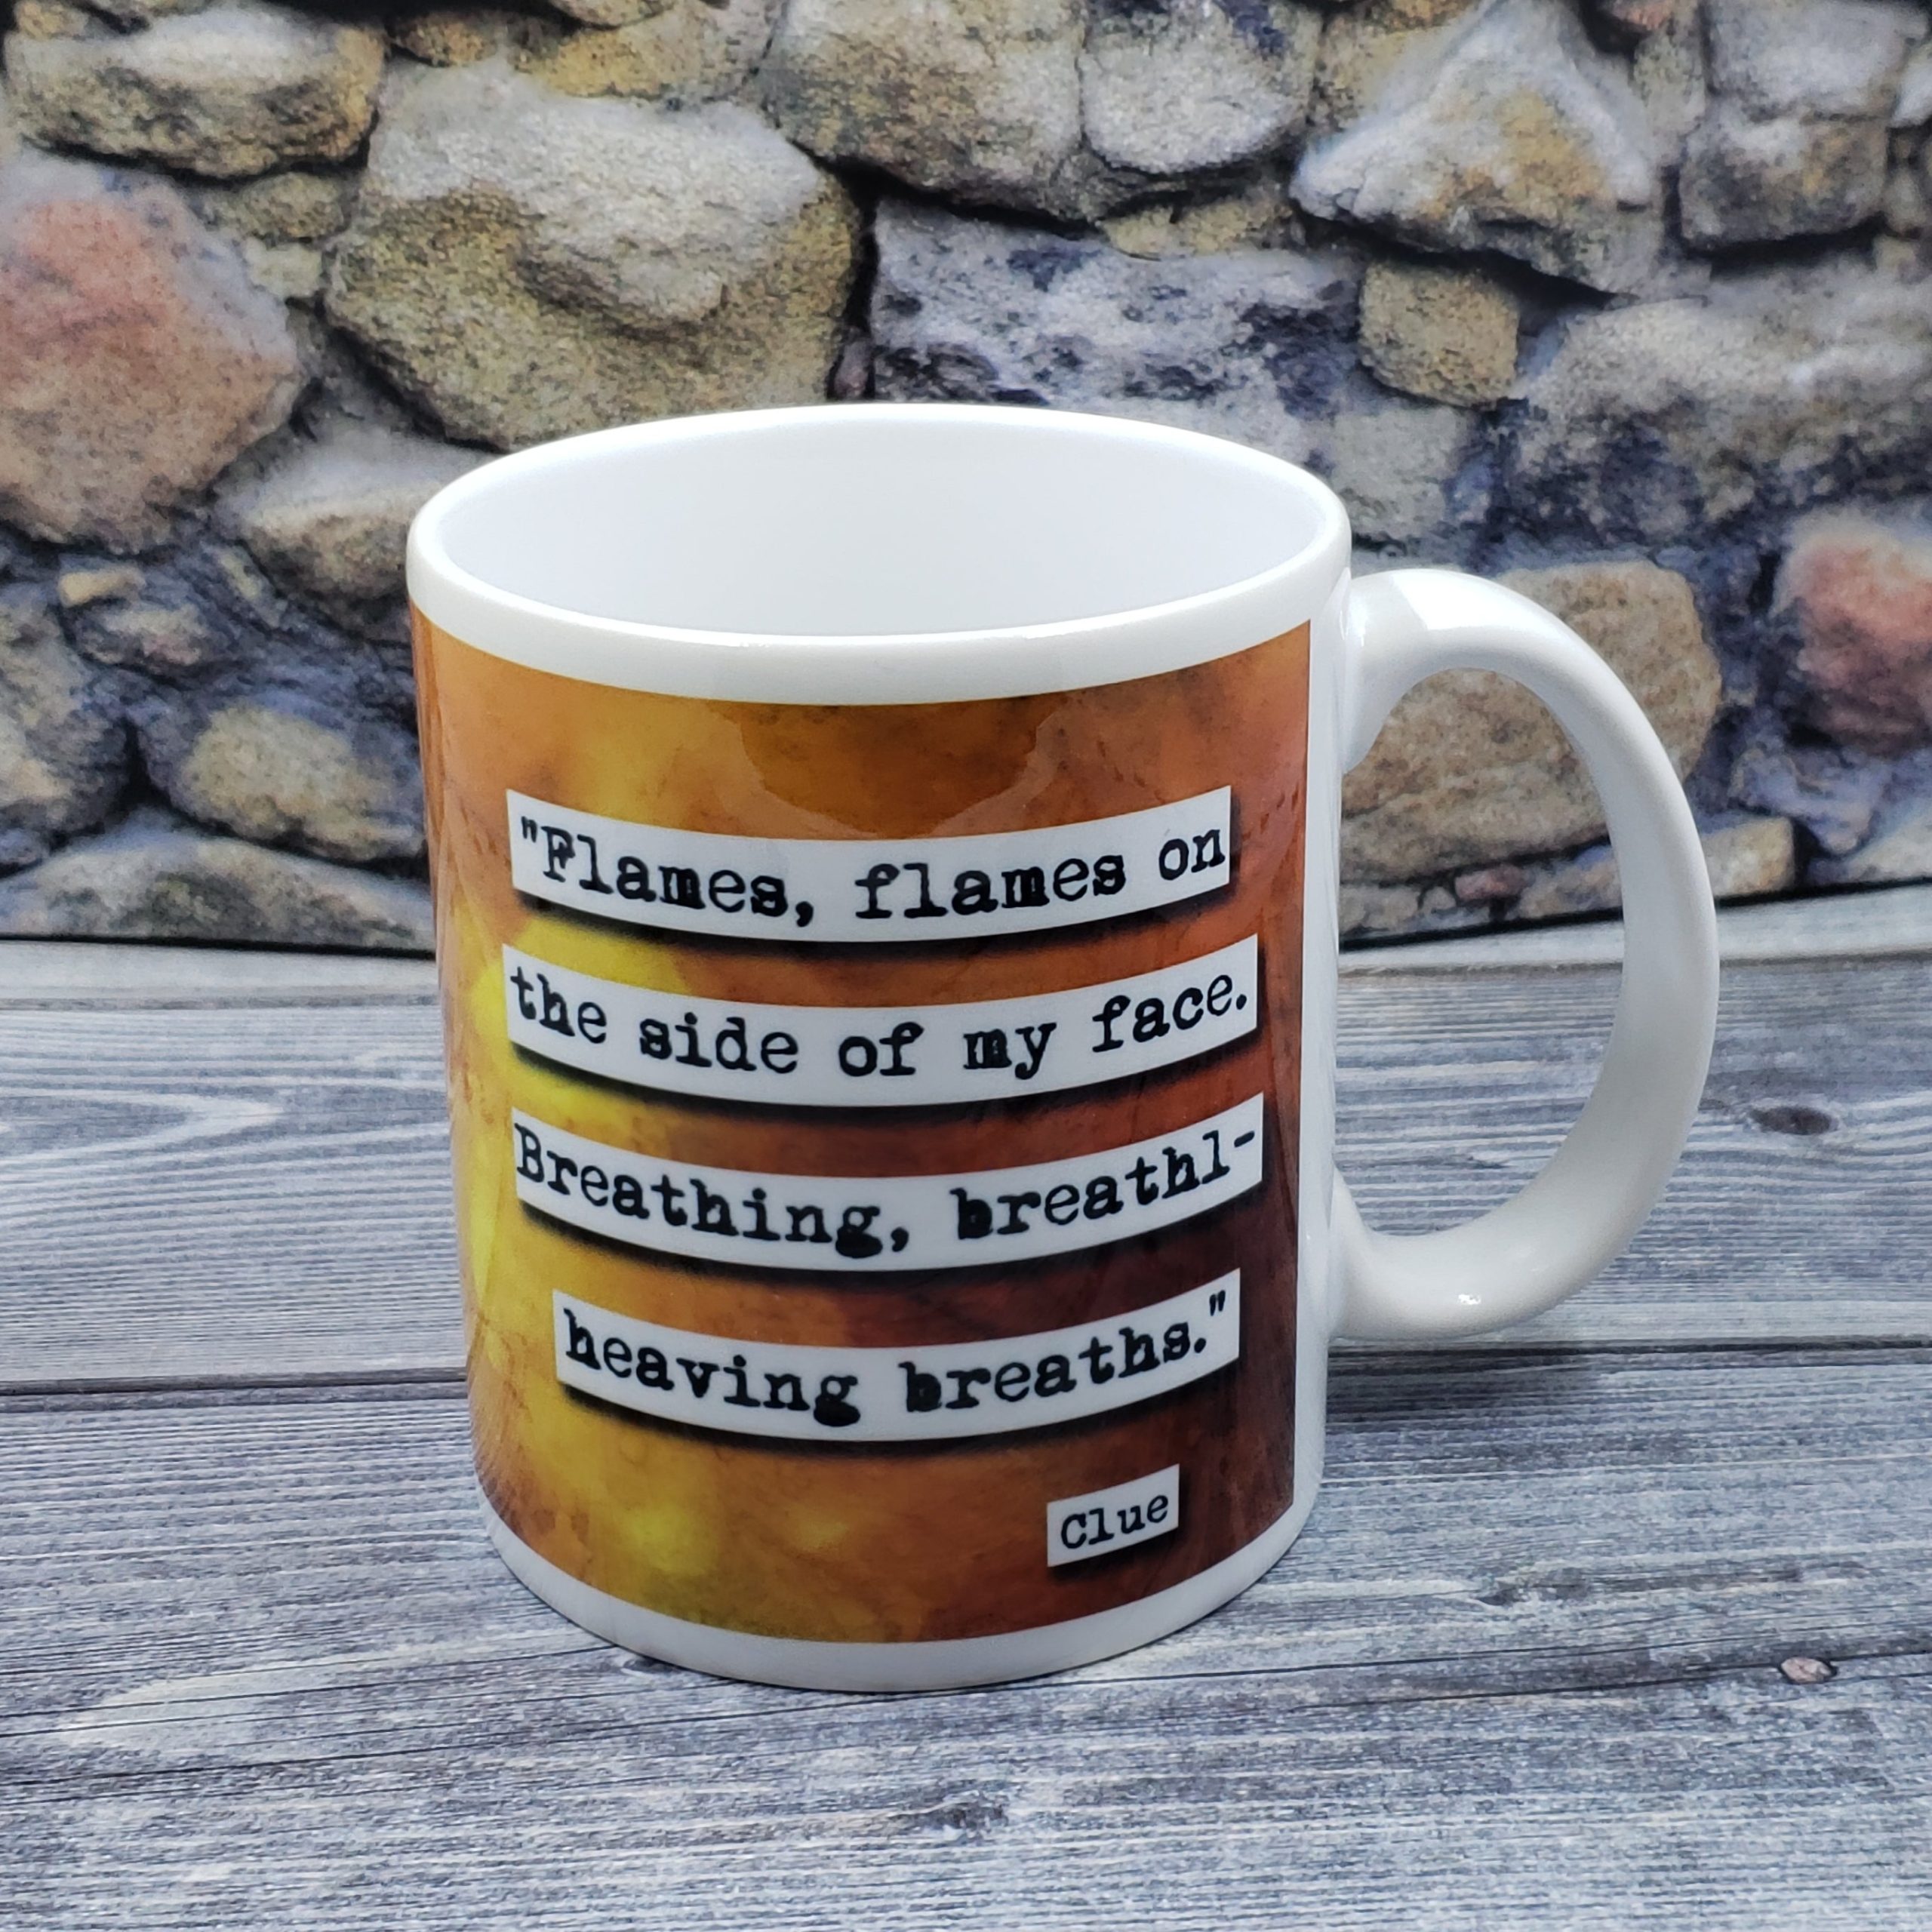 "Flames, flames on
the side of my face.
Breathing, breathl-
heaving breaths."
Clue